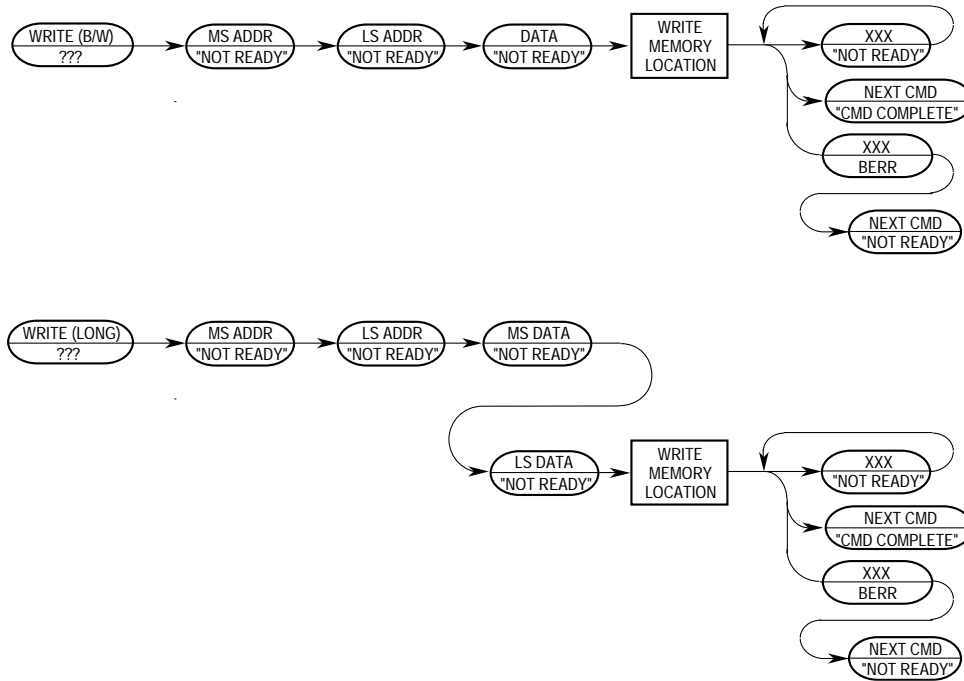 WRITE (B/W)
???
MS ADDR
"NOT READY"
LS ADDR
"NOT READY"
DATA
"NOT READY"
WRITE
MEMORY
LOCATION
XXX
"NOT READY"
NEXT CMD
"CMD COMPLETE"
XXX
BERR
NEXT CMD
"NOT READY"
WRITE (LONG)
???
MS ADDR
"NOT READY"
LS ADDR
"NOT READY"
MS DATA
"NOT READY"
LS DATA
"NOT READY"
WRITE
MEMORY
LOCATION
XXX
"NOT READY"
NEXT CMD
"CMD COMPLETE"
XXX
BERR
NEXT CMD
"NOT READY"